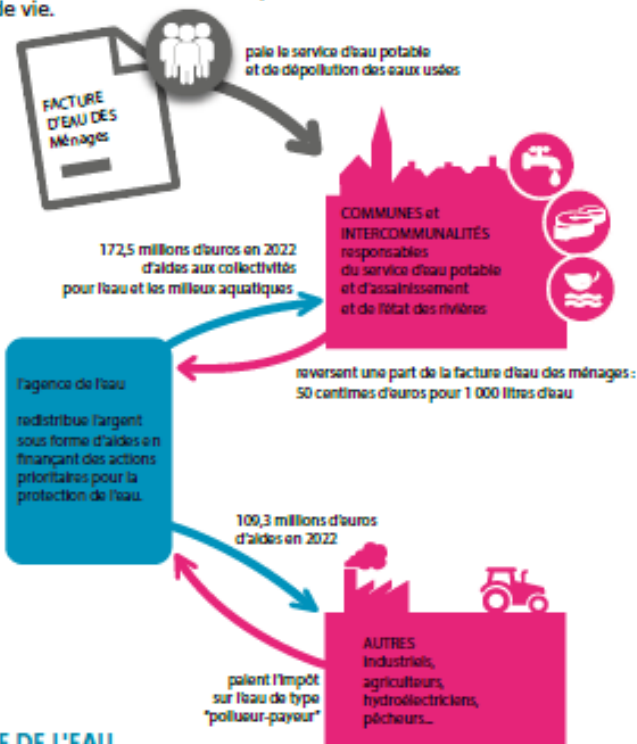 de vie.
paie le service d'eau potable
et de dépollution des eaux usées
FACTURE
D'EAU DES
Ménages
COMMUNES et
INTERCOMMUNALITÉS
responsables
du service d'eau potable
et d'assainissement
et de l'état des rivières
172,5 millions d'euros en 2022
d'aides aux collectivités
pour l'eau et les milieux aquatiques
reversent une part de la facture d'eau des ménages :
50 centimes d'euros pour 1 000 litres d'eau
l'agence de l'eau
redistribue l'argent
sous forme d'aides en
finançant des actions
prioritaires pour la
protection de l'eau.
109,3 millions d'euros
d'aides en 2022
AUTRES
industriels,
agriculteurs,
hydroélectriciens,
pêcheurs...
paient l'impôt
sur l'eau de type
"pollueur-payeur"
E DE L'EAU